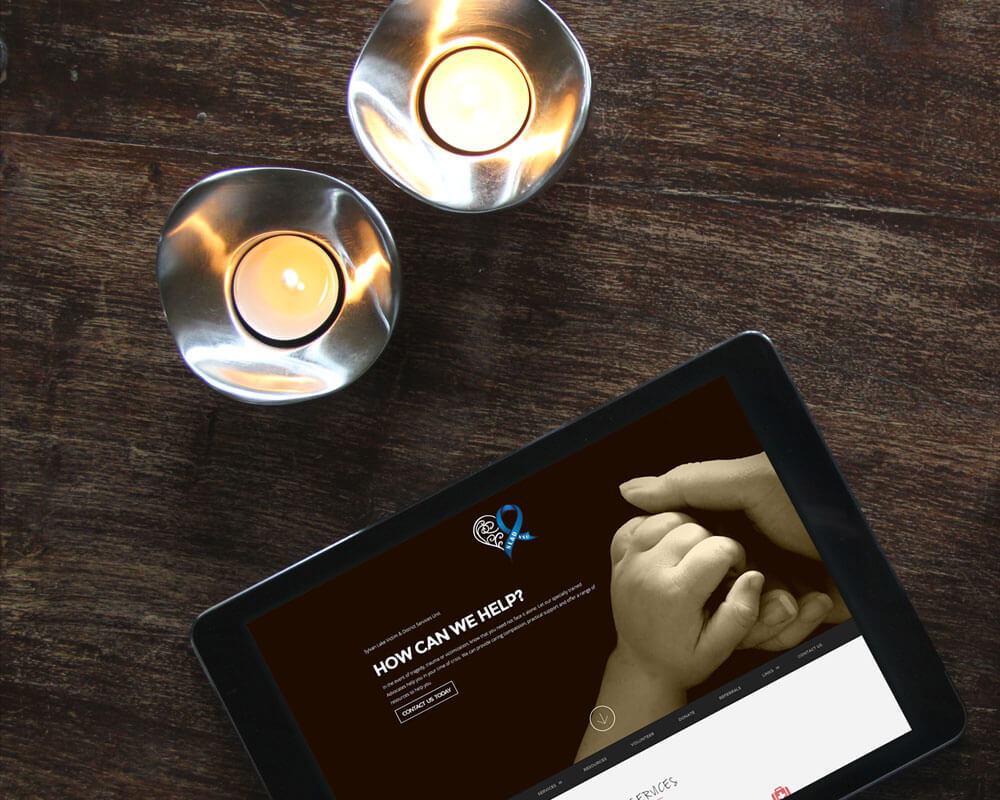 SLAD VSU
Sylvan Lake Victim & District Services Unit
HOW CAN WE HELP?
In the event of tragedy, trauma or victimization, know that you need not face it alone. Let our specially trained
Advocates help you in your time of crisis. We can provide caring compassion, practical support and offer a range of
resources to help you.
CONTACT US TODAY
SERVICES
RESOURCES
VOLUNTEER
DONATE
REFERRALS
LINKS
CONTACT US
SERVICES